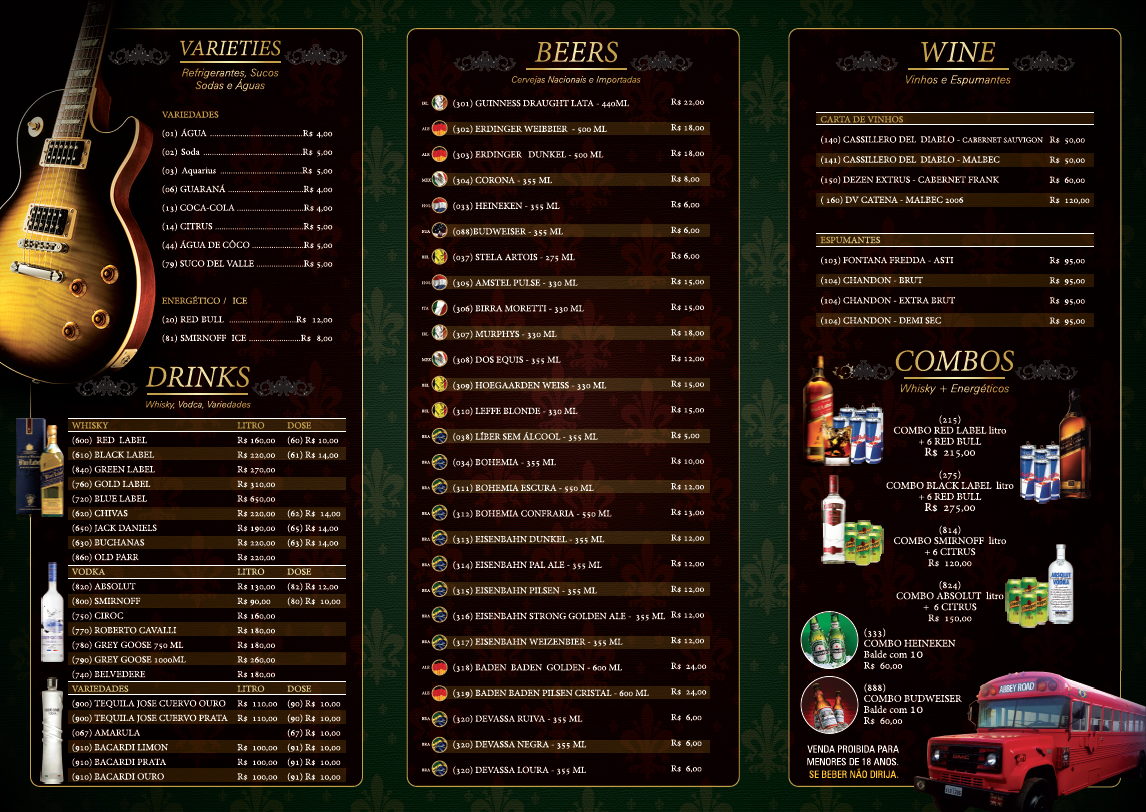 VARIETIES
Refrigerantes, Sucos
Sodas e Águas
VARIEDADES
(01) ÁGUA ........................................R$ 4,00
(02) Soda ..........................................R$ 5,00
(03) Aquarius .....................................R$ 5,00
(06) GUARANÁ ................................R$ 4,00
(13) COCA-COLA .............................R$ 4,00
(14) CITRUS ......................................R$ 5,00
(44) ÁGUA DE CÔCO ......................R$ 5,00
(79) SUCO DEL VALLE ....................R$ 5,00
ENERGÉTICO / ICE
(20) RED BULL ...............................R$ 12,00
(81) SMIRNOFF ICE .......................R$ 8,00
DRINKS
Whisky, Vodca, Variedades
WHISKY LITRO DOSE
(600) RED LABEL R$ 160,00 (60) R$ 10,00
(610) BLACK LABEL R$ 220,00 (61) R$ 14,00
(840) GREEN LABEL R$ 270,00
(760) GOLD LABEL R$ 310,00
(720) BLUE LABEL R$ 650,00
(620) CHIVAS R$ 220,00 (62) R$ 14,00
(650) JACK DANIELS R$ 190,00 (65) R$ 14,00
(630) BUCHANAS R$ 220,00 (63) R$ 14,00
(860) OLD PARR R$ 220,00
VODKA LITRO DOSE
(820) ABSOLUT R$ 130,00 (82) R$ 12,00
(800) SMIRNOFF R$ 90,00 (80) R$ 10,00
(750) CIROC R$ 160,00
(770) ROBERTO CAVALLI R$ 180,00
(780) GREY GOOSE 750 ML R$ 180,00
(790) GREY GOOSE 1000ML R$ 260,00
(740) BELVEDERE R$ 180,00
VARIEDADES LITRO DOSE
(900) TEQUILA JOSE CUERVO OURO R$ 110,00 (90) R$ 10,00
(900) TEQUILA JOSE CUERVO PRATA R$ 110,00 (90) R$ 10,00
(067) AMARULA (67) R$ 10,00
(910) BACARDI LIMON R$ 100,00 (91) R$ 10,00
(910) BACARDI PRATA R$ 100,00 (91) R$ 10,00
(910) BACARDI OURO R$ 100,00 (91) R$ 10,00
BEERS
Cervejas Nacionais e Importadas
(301) GUINNESS DRAUGHT LATA - 440ML R$ 22,00
ALE (302) ERDINGER WEIBBIER - 500 ML R$ 18,00
ALE (303) ERDINGER DUNKEL - 500 ML R$ 18,00
MEX (304) CORONA - 355 ML R$ 8,00
HOL (033) HEINEKEN - 355 ML R$ 6,00
(088)BUDWEISER - 355 ML R$ 6,00
BEL (037) STELA ARTOIS - 275 ML R$ 6,00
HOL (305) AMSTEL PULSE - 330 ML R$ 15,00
ITA (306) BIRRA MORETTI - 330 ML R$ 15,00
(307) MURPHYS - 330 ML R$ 18,00
MEX (308) DOS EQUIS - 355 ML R$ 12,00
BEL (309) HOEGAARDEN WEISS - 330 ML R$ 15,00
BEL (310) LEFFE BLONDE - 330 ML R$ 15,00
BRA (038) LÍBER SEM ÁLCOOL - 355 ML R$ 5,00
BRA (034) BOHEMIA - 355 ML R$ 10,00
BRA (311) BOHEMIA ESCURA - 550 ML R$ 12,00
BRA (312) BOHEMIA CONFRARIA - 550 ML R$ 13,00
BRA (313) EISENBAHN DUNKEL - 355 ML R$ 12,00
BRA (314) EISENBAHN PAL ALE - 355 ML R$ 12,00
BRA (315) EISENBAHN PILSEN - 355 ML R$ 12,00
BRA (316) EISENBAHN STRONG GOLDEN ALE - 355 ML R$ 12,00
BRA (317) EISENBAHN WEIZENBIER - 355 ML R$ 12,00
ALE (318) BADEN BADEN GOLDEN - 600 ML R$ 24,00
ALE (319) BADEN BADEN PILSEN CRISTAL - 600 ML R$ 24,00
BRA (320) DEVASSA RUIVA - 355 ML R$ 6,00
BRA (320) DEVASSA NEGRA - 355 ML R$ 6,00
BRA (320) DEVASSA LOURA - 355 ML R$ 6,00
WINE
Vinhos e Espumantes
CARTA DE VINHOS
(140) CASSILLERO DEL DIABLO - CABERNET SAUVIGON R$ 50,00
(141) CASSILLERO DEL DIABLO - MALBEC R$ 50,00
(150) DEZEN EXTRUS - CABERNET FRANK R$ 60,00
( 160) DV CATENA - MALBEC 2006 R$ 120,00
ESPUMANTES
(103) FONTANA FREDDA - ASTI R$ 95,00
(104) CHANDON - BRUT R$ 95,00
(104) CHANDON - EXTRA BRUT R$ 95,00
(104) CHANDON - DEMI SEC R$ 95,00
COMBOS
Whisky + Energéticos
(215)
COMBO RED LABEL litro
+ 6 RED BULL
R$ 215,00
(275)
COMBO BLACK LABEL litro
+ 6 RED BULL
R$ 275,00
(814)
COMBO SMIRNOFF litro
+ 6 CITRUS
R$ 120,00
(824)
COMBO ABSOLUT litro
+ 6 CITRUS
R$ 150,00
ABSOLUT
VODKA
(333)
COMBO HEINEKEN
Balde com 10
R$ 60,00
(888)
COMBO BUDWEISER
Balde com 10
R$ 60,00
ABBEY ROAD
VENDA PROIBIDA PARA
MENORES DE 18 ANOS.
SE BEBER NÃO DIRIJA.